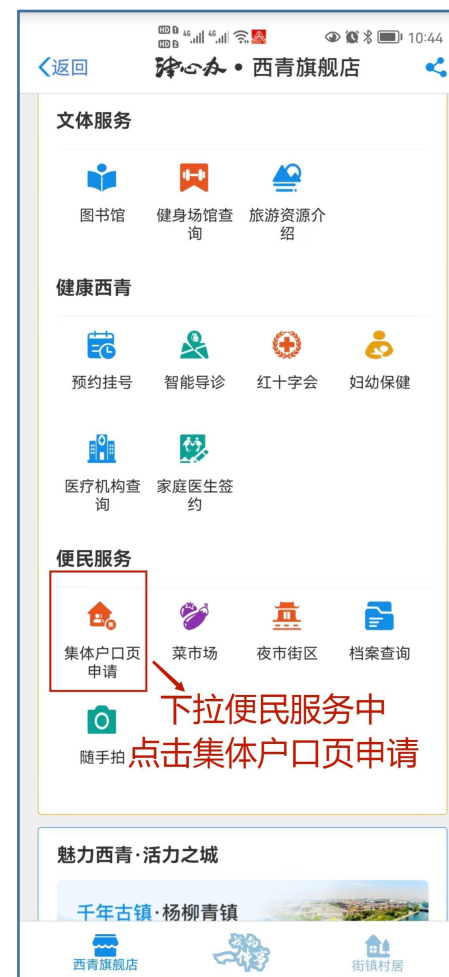 HD 1 46 46 10:44
HD 2
返回 津心办 • 西青旗舰店
文体服务
图书馆 健身场馆查询 旅游资源介绍
健康西青
预约挂号 智能导诊 红十字会 妇幼保健
医疗机构查询 家庭医生签约
便民服务
集体户口页申请 菜市场 夜市街区 档案查询
下拉便民服务中
随手拍 点击集体户口页申请
魅力西青·活力之城
千年古镇·杨柳青镇
西青旗舰店 街镇村居